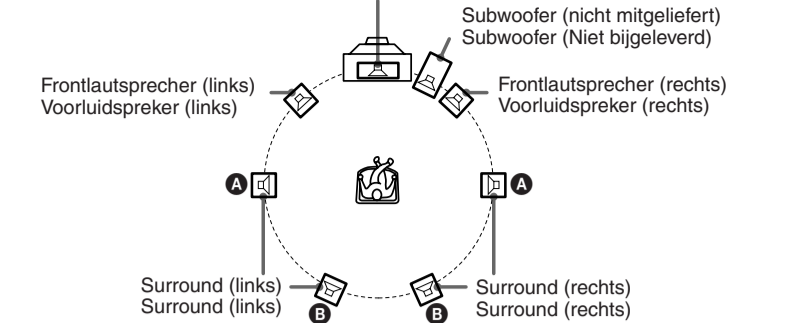 Subwoofer (nicht mitgeliefert)
Subwoofer (Niet bijgeleverd)
Frontlautsprecher (links)
Voorluidspreker (links)
Frontlautsprecher (rechts)
Voorluidspreker (rechts)
A
A
Surround (links)
Surround (links)
Surround (rechts)
Surround (rechts)
B
B